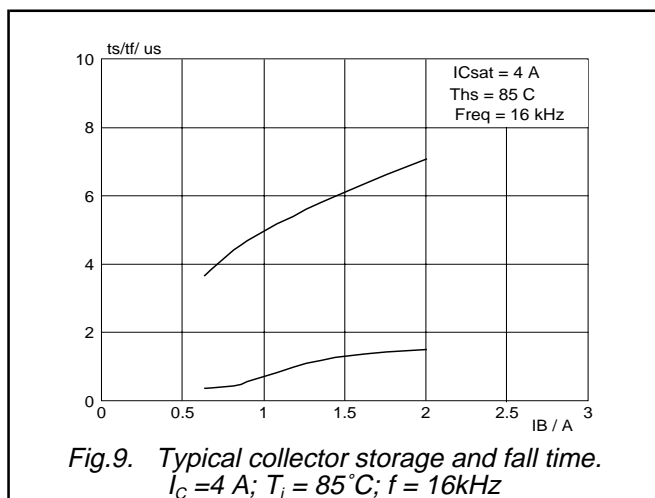 ts/tf/ us
10
8
6
4
2
0
ICsat = 4 A
Ths = 85 C
Freq = 16 kHz
0 0.5 1 1.5 2 2.5 3
IB / A
Fig.9. Typical collector storage and fall time.
IC =4 A; Tj = 85˚C; f = 16kHz